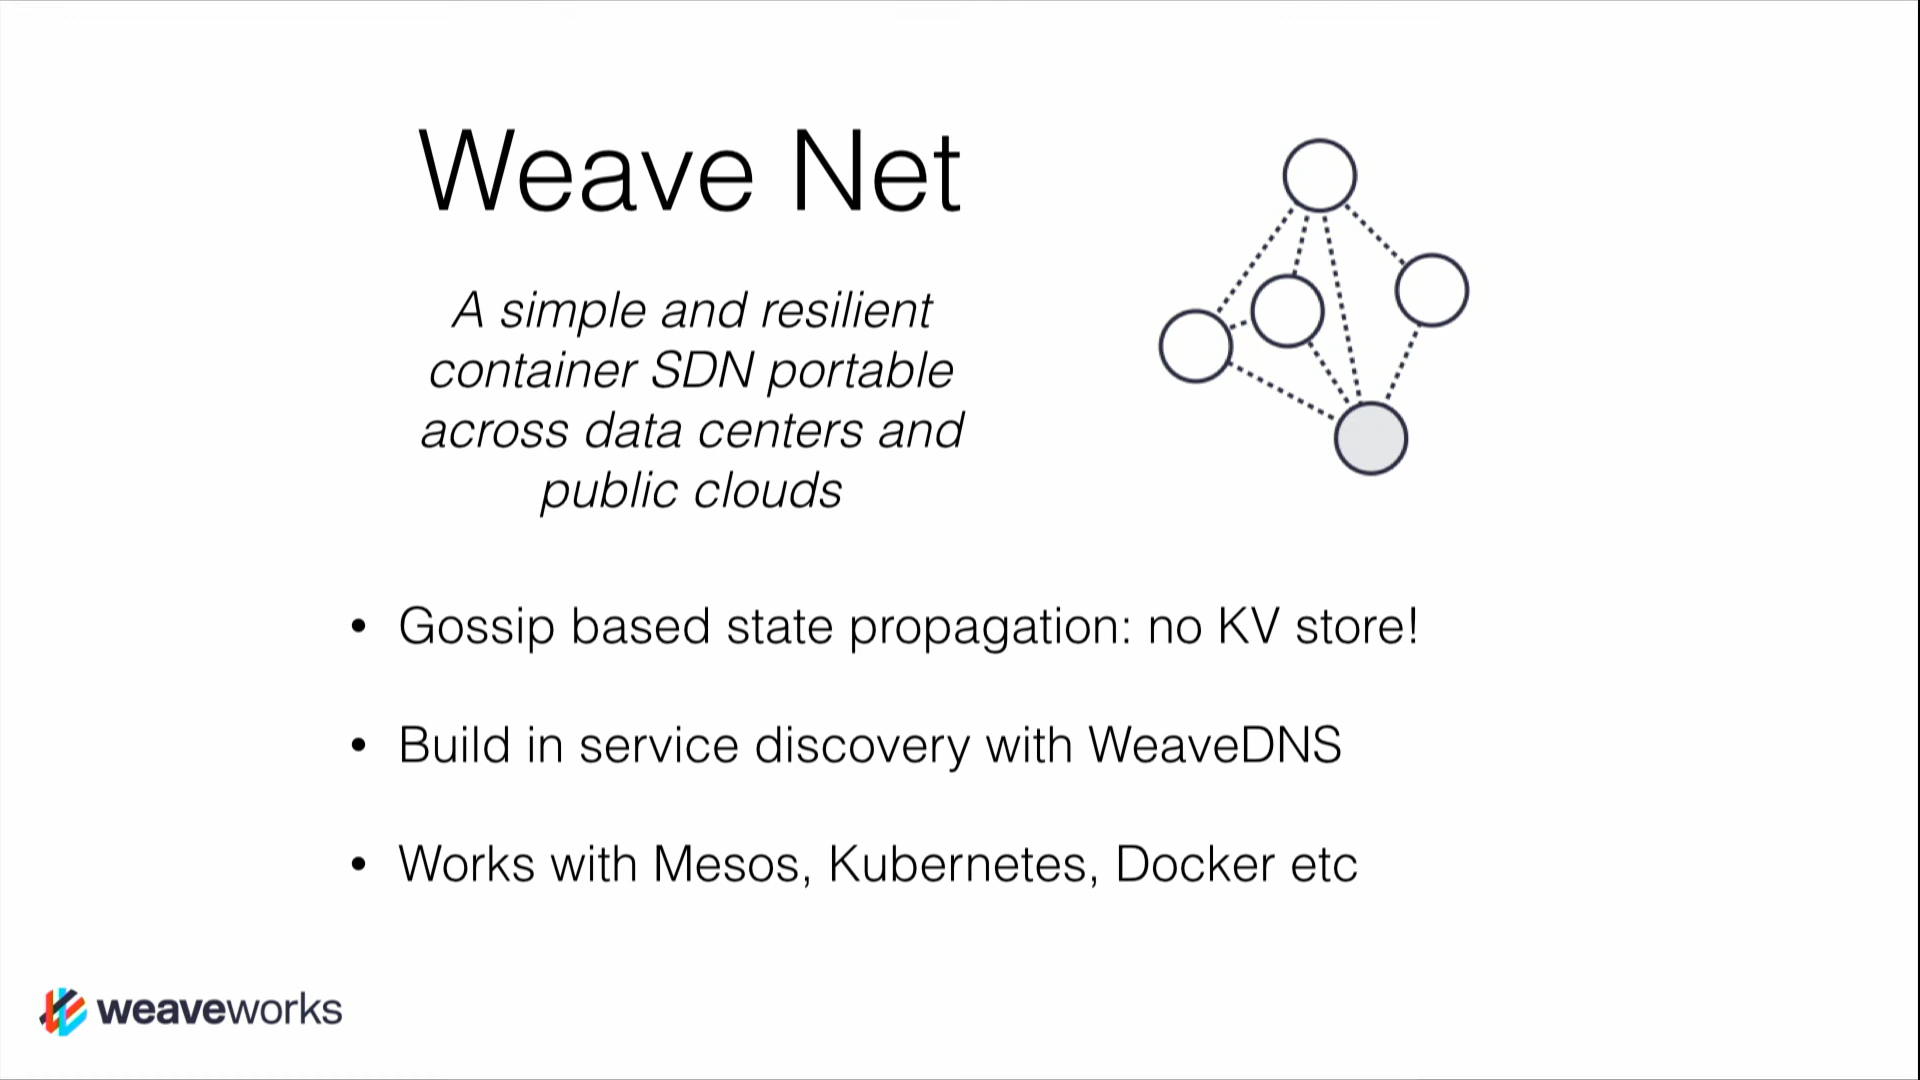 Weave Net
A simple and resilient
container SDN portable
across data centers and
public clouds
• Gossip based state propagation: no KV store!
• Build in service discovery with WeaveDNS
• Works with Mesos, Kubernetes, Docker etc
weaveworks